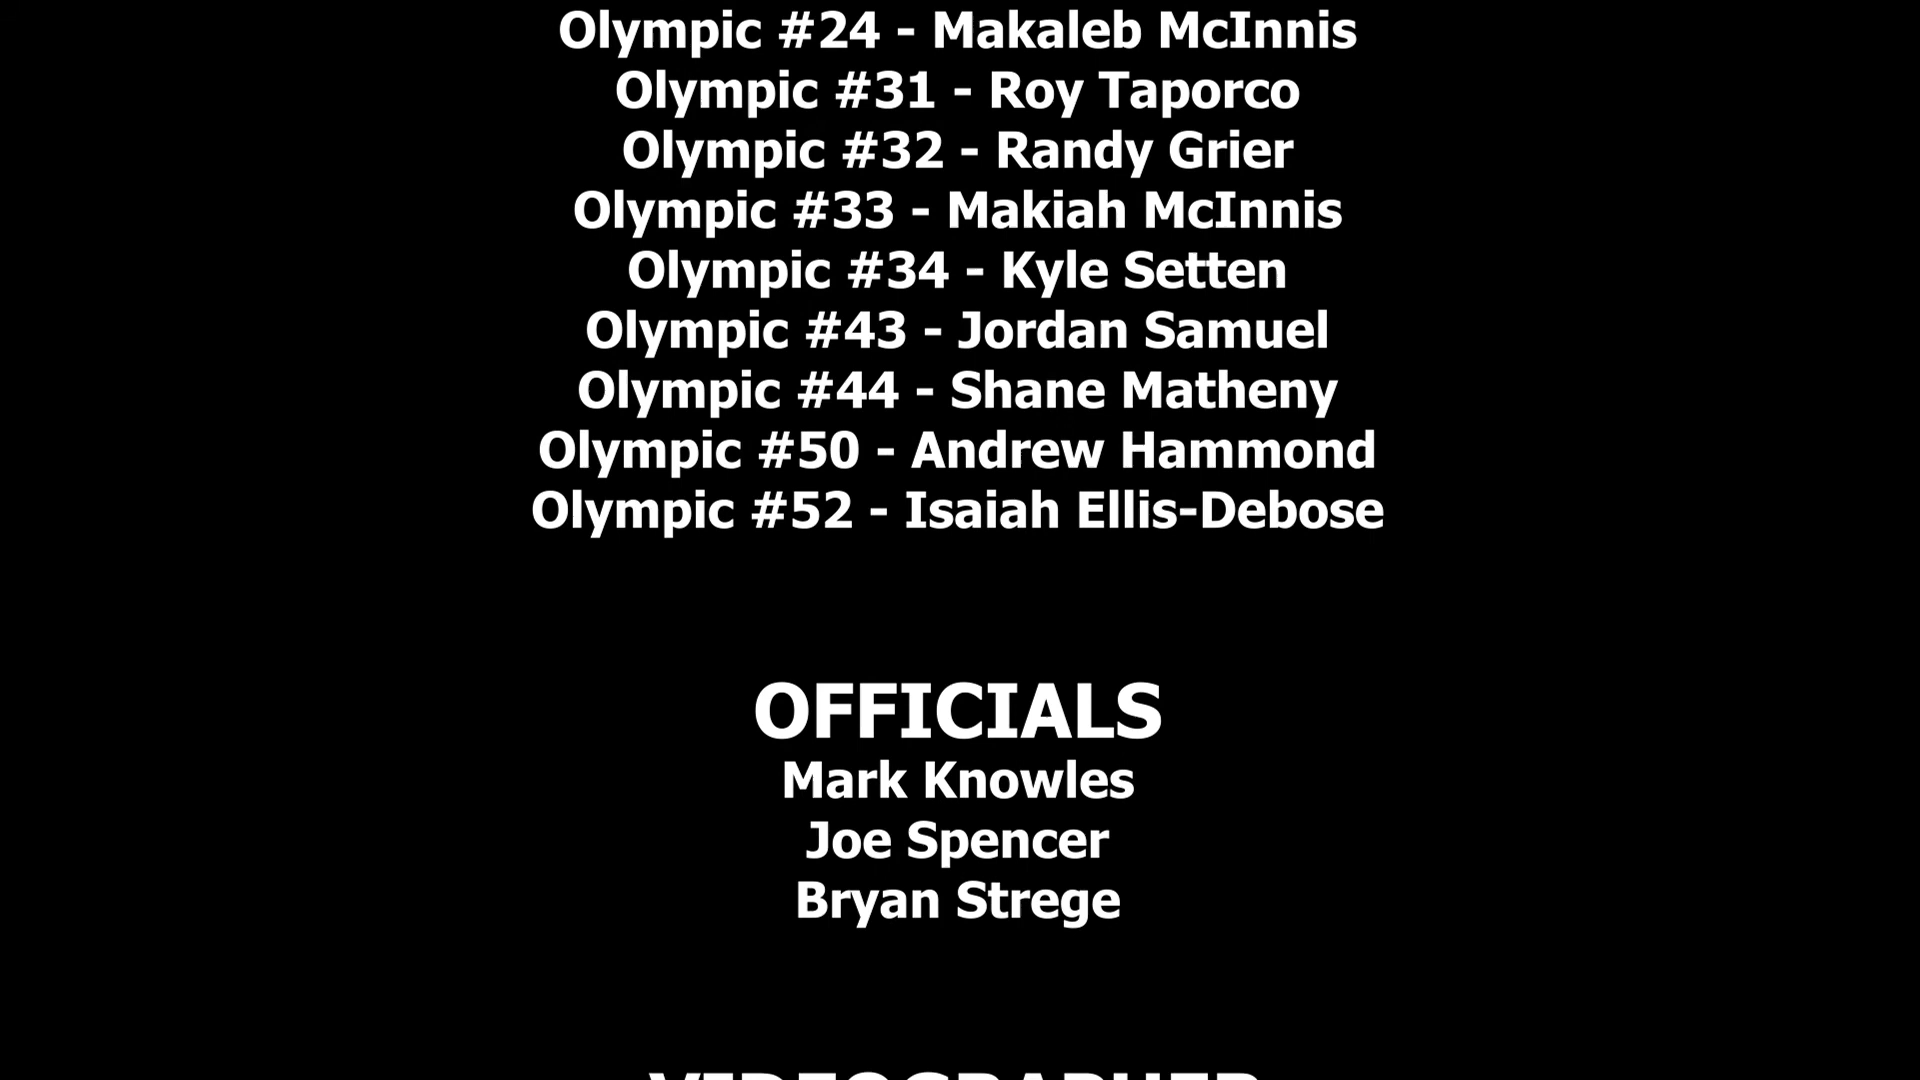 Olympic #24 - Makaleb McInnis
Olympic #31 - Roy Taporco
Olympic #32 - Randy Grier
Olympic #33 - Makiah McInnis
Olympic #34 - Kyle Setten
Olympic #43 - Jordan Samuel
Olympic #44 - Shane Matheny
Olympic #50 - Andrew Hammond
Olympic #52 - Isaiah Ellis-Debose
OFFICIALS
Mark Knowles
Joe Spencer
Bryan Strege
VIDEOGRAPHER